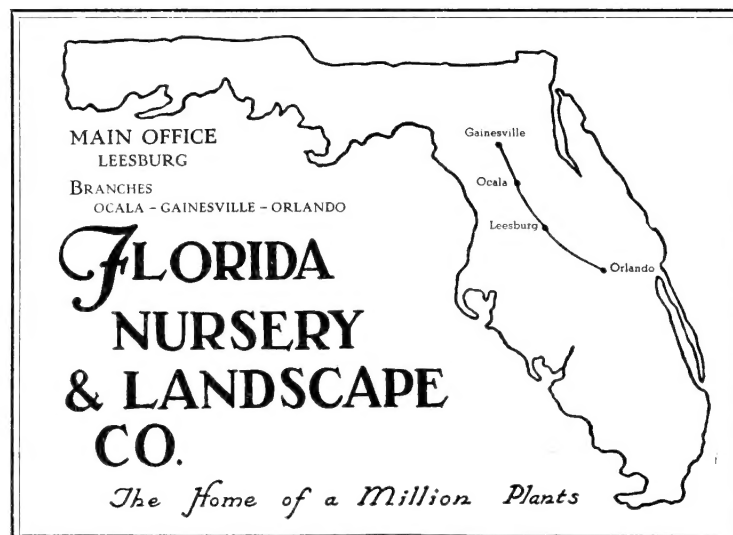 MAIN OFFICE
LEESBURG
BRANCHES
OCALA - GAINESVILLE - ORLANDO
FLORIDA
NURSERY
& LANDSCAPE
CO.
The Home of a Million Plants
Gainesville
Ocala
Leesburg
Orlando